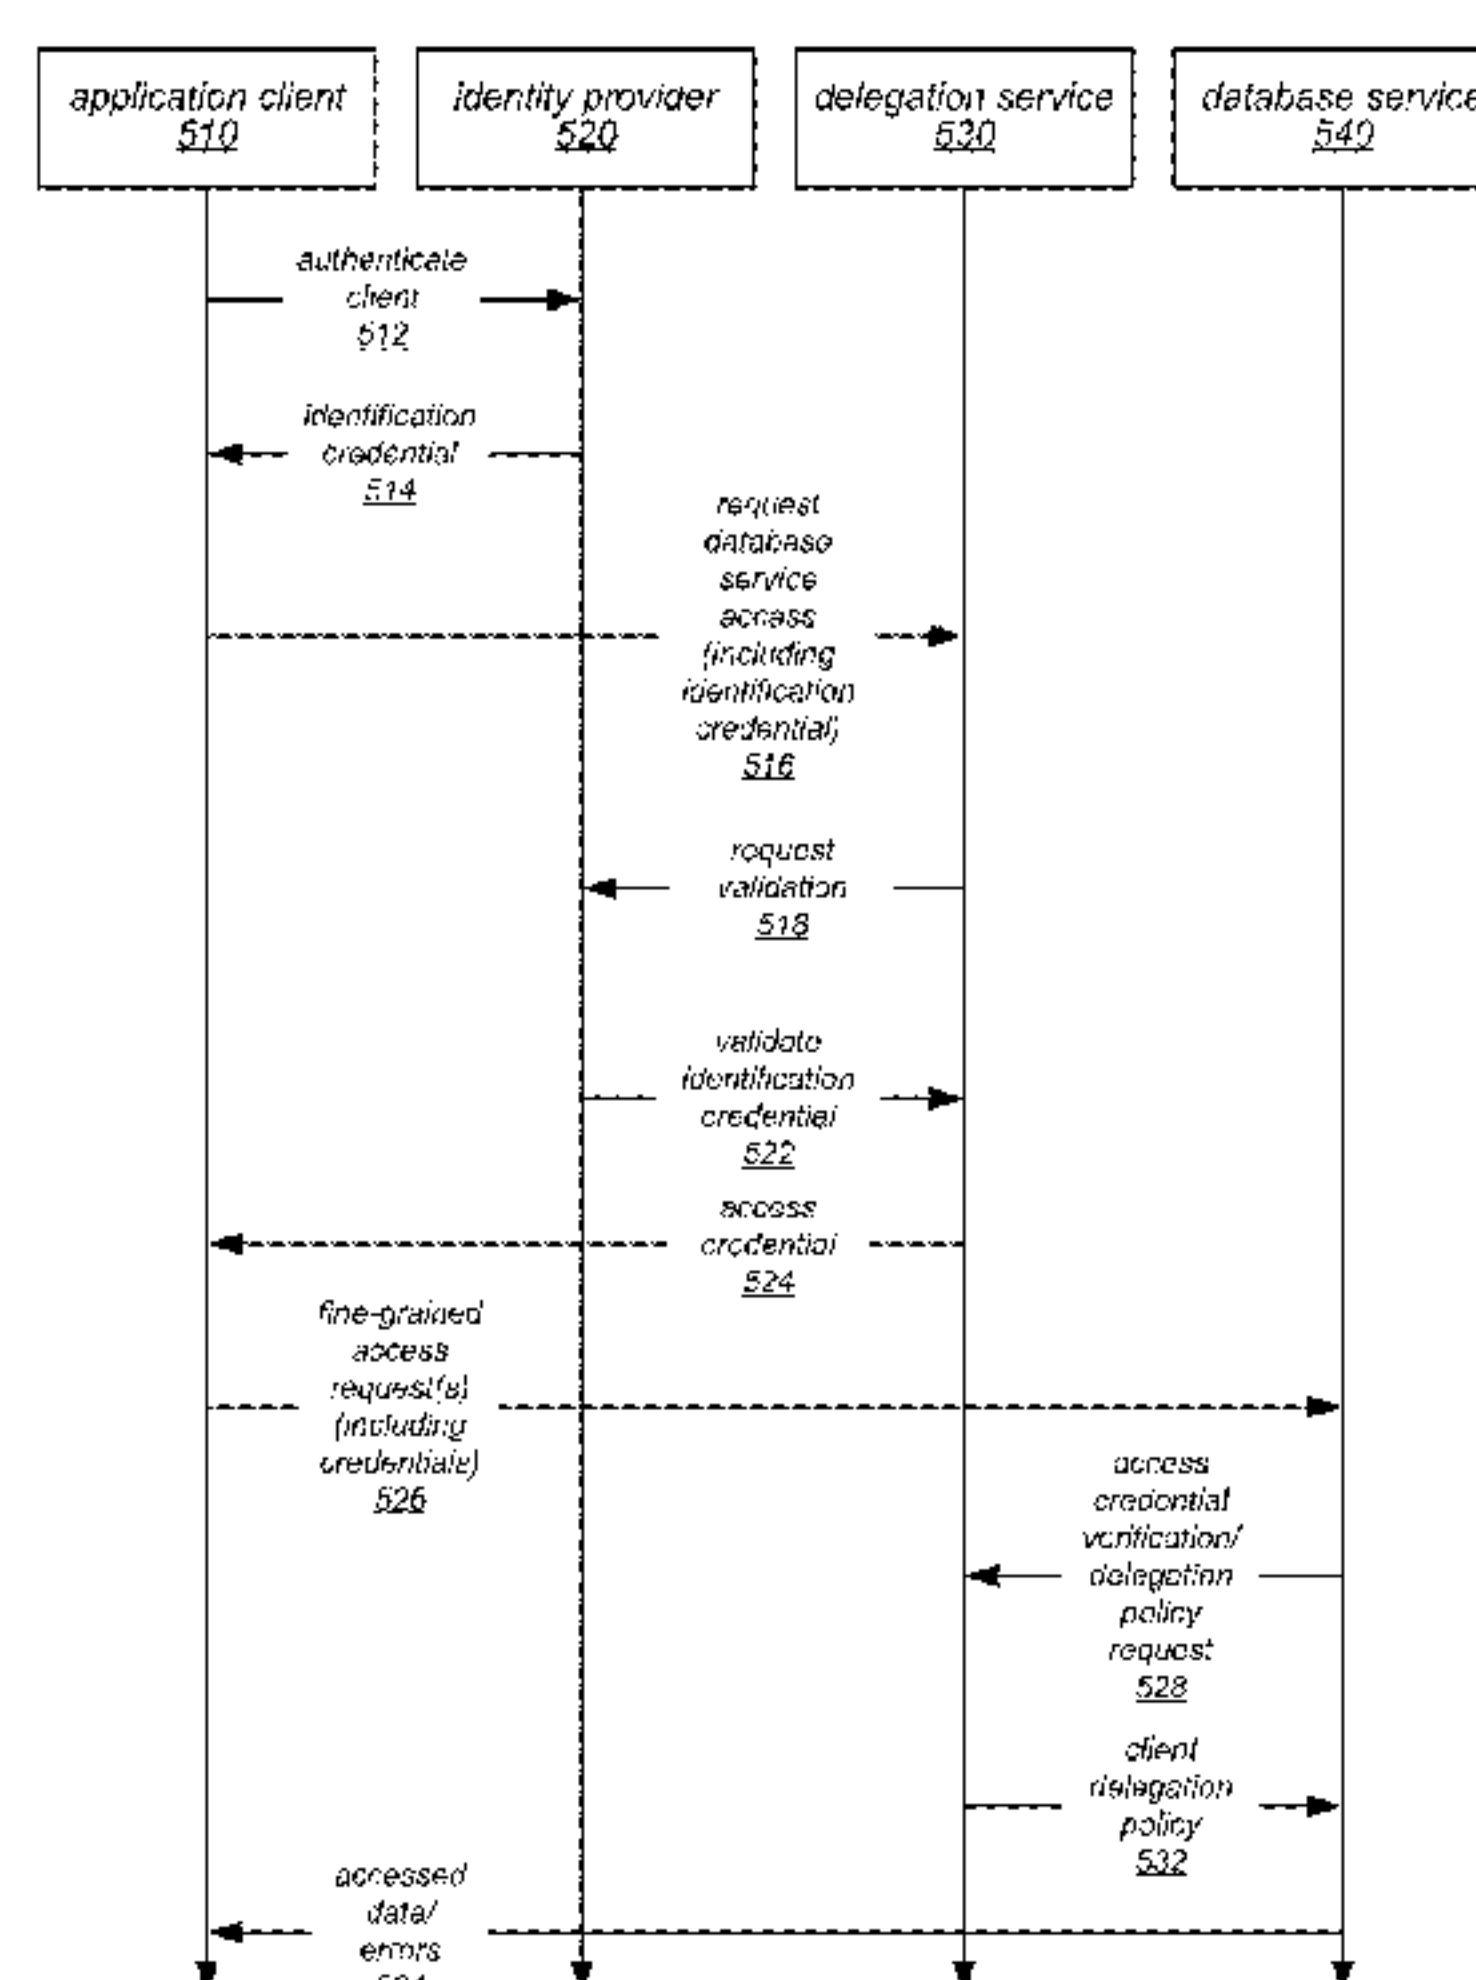 application client
510
identity provider
520
delegation service
530
database service
540
authenticate
client
512
identification
credential
514
request
database
service
access
(including
identification
credential)
516
request
validation
518
validate
identification
credential
522
access
credential
524
fine-grained
access
request(s)
(including
credentials)
526
access
credential
verification/
delegation
policy
request
528
client
delegation
policy
532
accessed
data/
errors